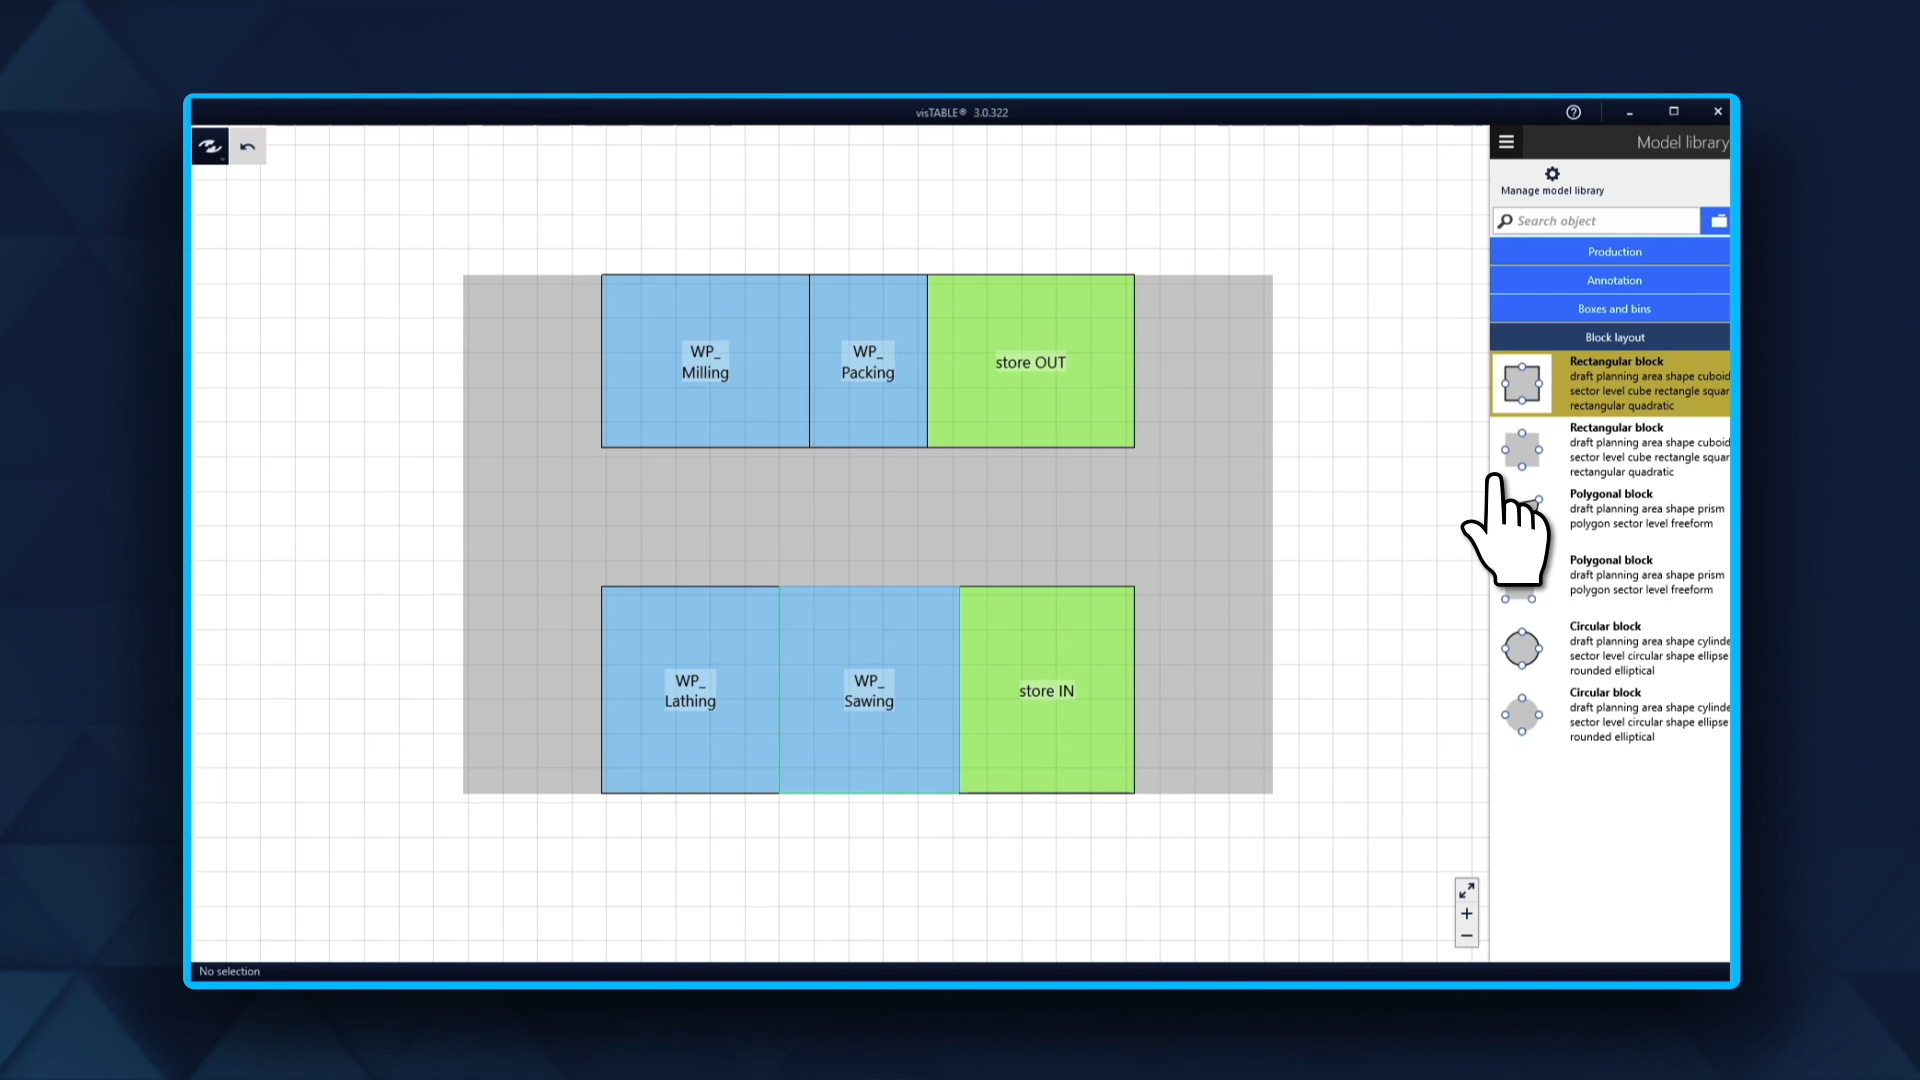 visTABLE® 3.0.322
Model library
Manage model library
Search object
Production
Annotation
Boxes and bins
Block layout
Rectangular block
draft planning area shape cuboid
sector level cube rectangle squar
rectangular quadratic
Rectangular block
draft planning area shape cuboid
sector level cube rectangle squar
rectangular quadratic
Polygonal block
draft planning area shape prism
polygon sector level freeform
Polygonal block
draft planning area shape prism
polygon sector level freeform
Circular block
draft planning area shape cylinde
sector level circular shape ellipse
rounded elliptical
Circular block
draft planning area shape cylinde
sector level circular shape ellipse
rounded elliptical
WP_
Milling
WP_
Packing
store OUT
WP_
Lathing
WP_
Sawing
store IN
No selection